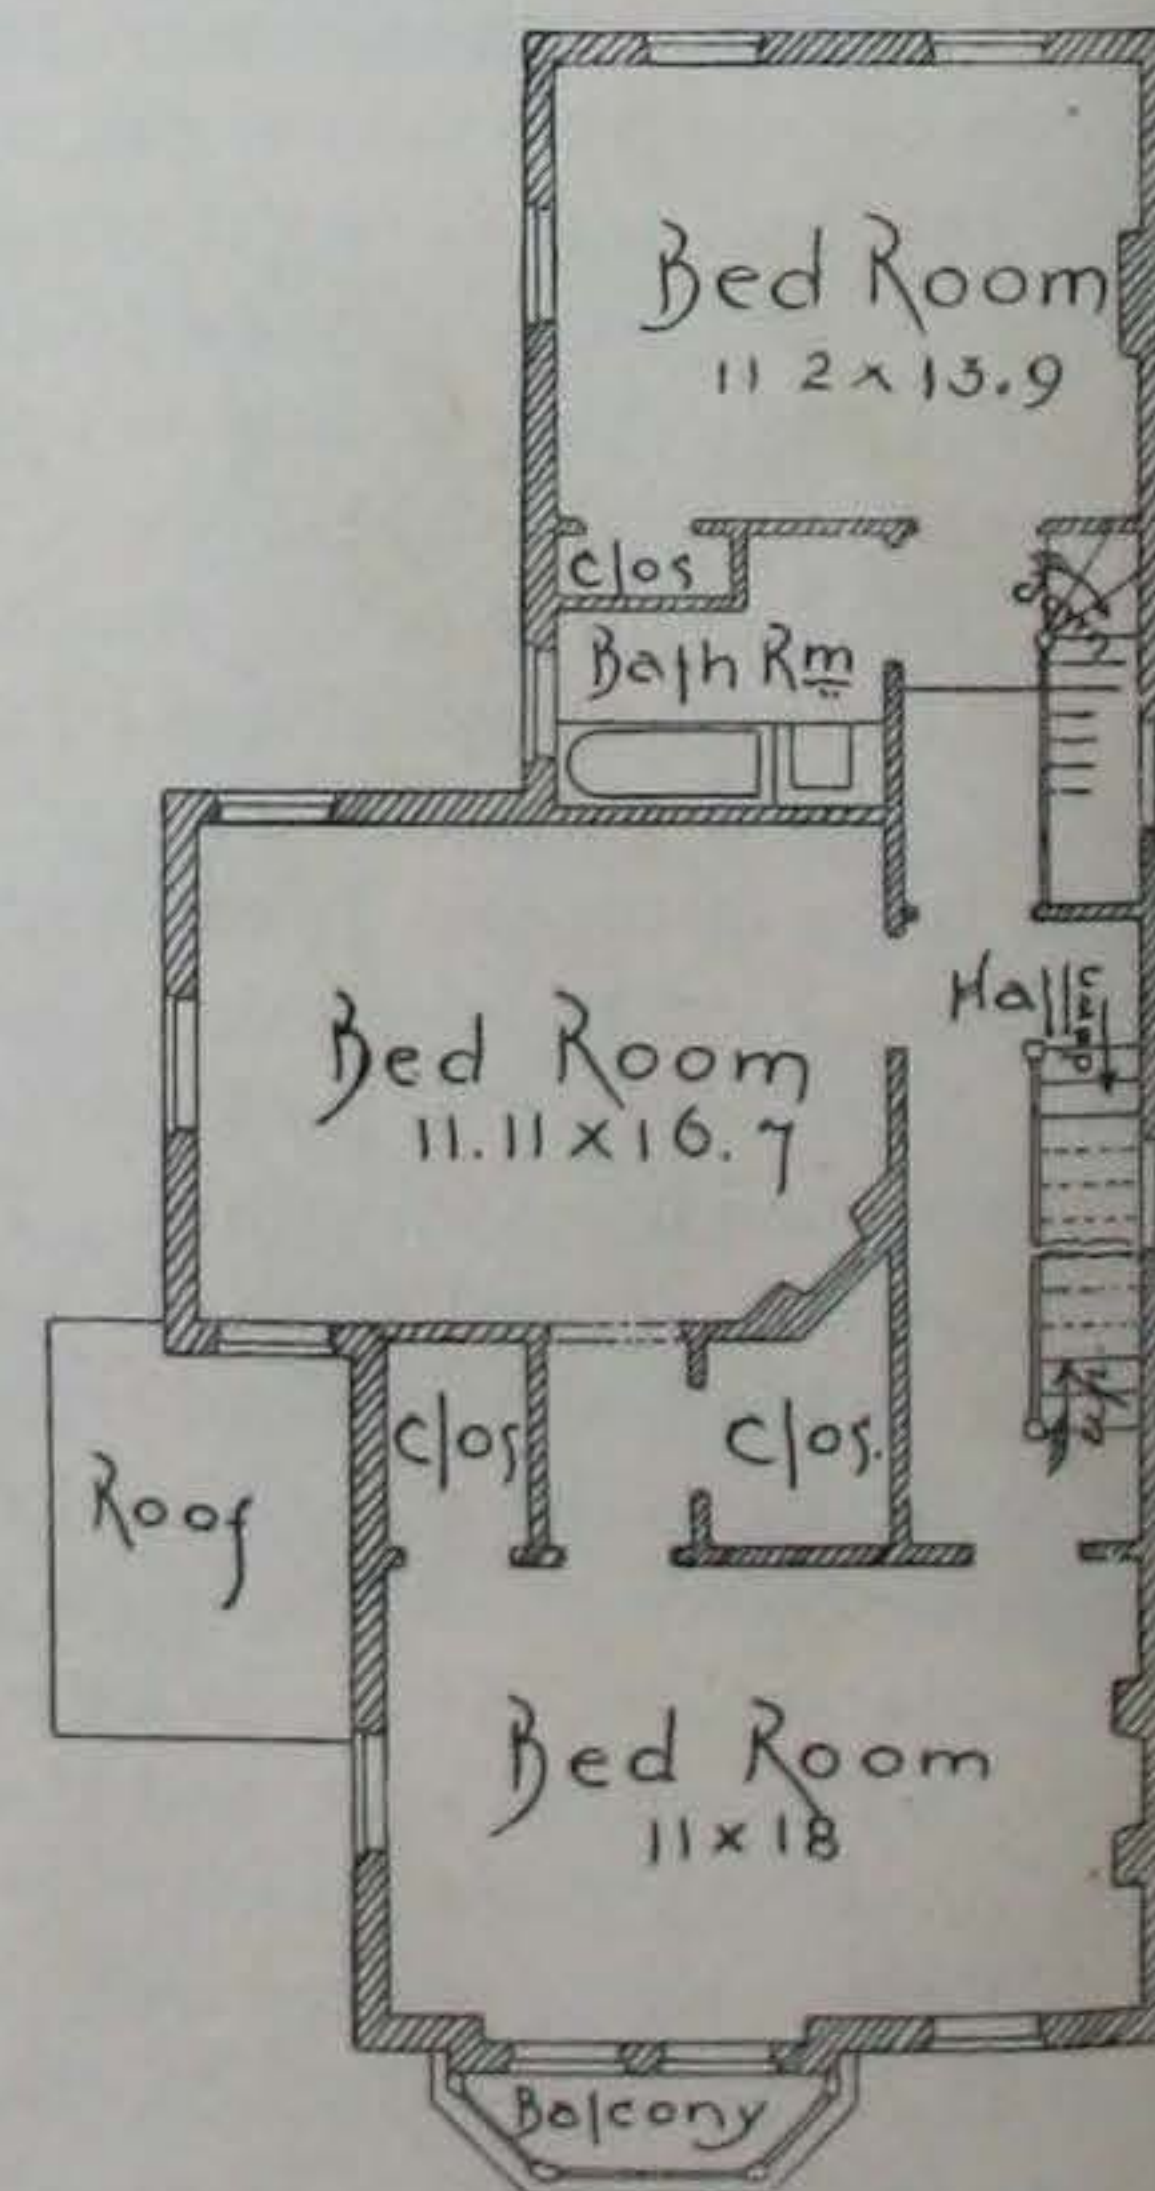 Bed Room
11 2 x 13.9
Clos
Bath Rm
Hall
Bed Room
11.11 x 16.7
Clos
Clos.
Roof
up
Bed Room
11 x 18
Balcony